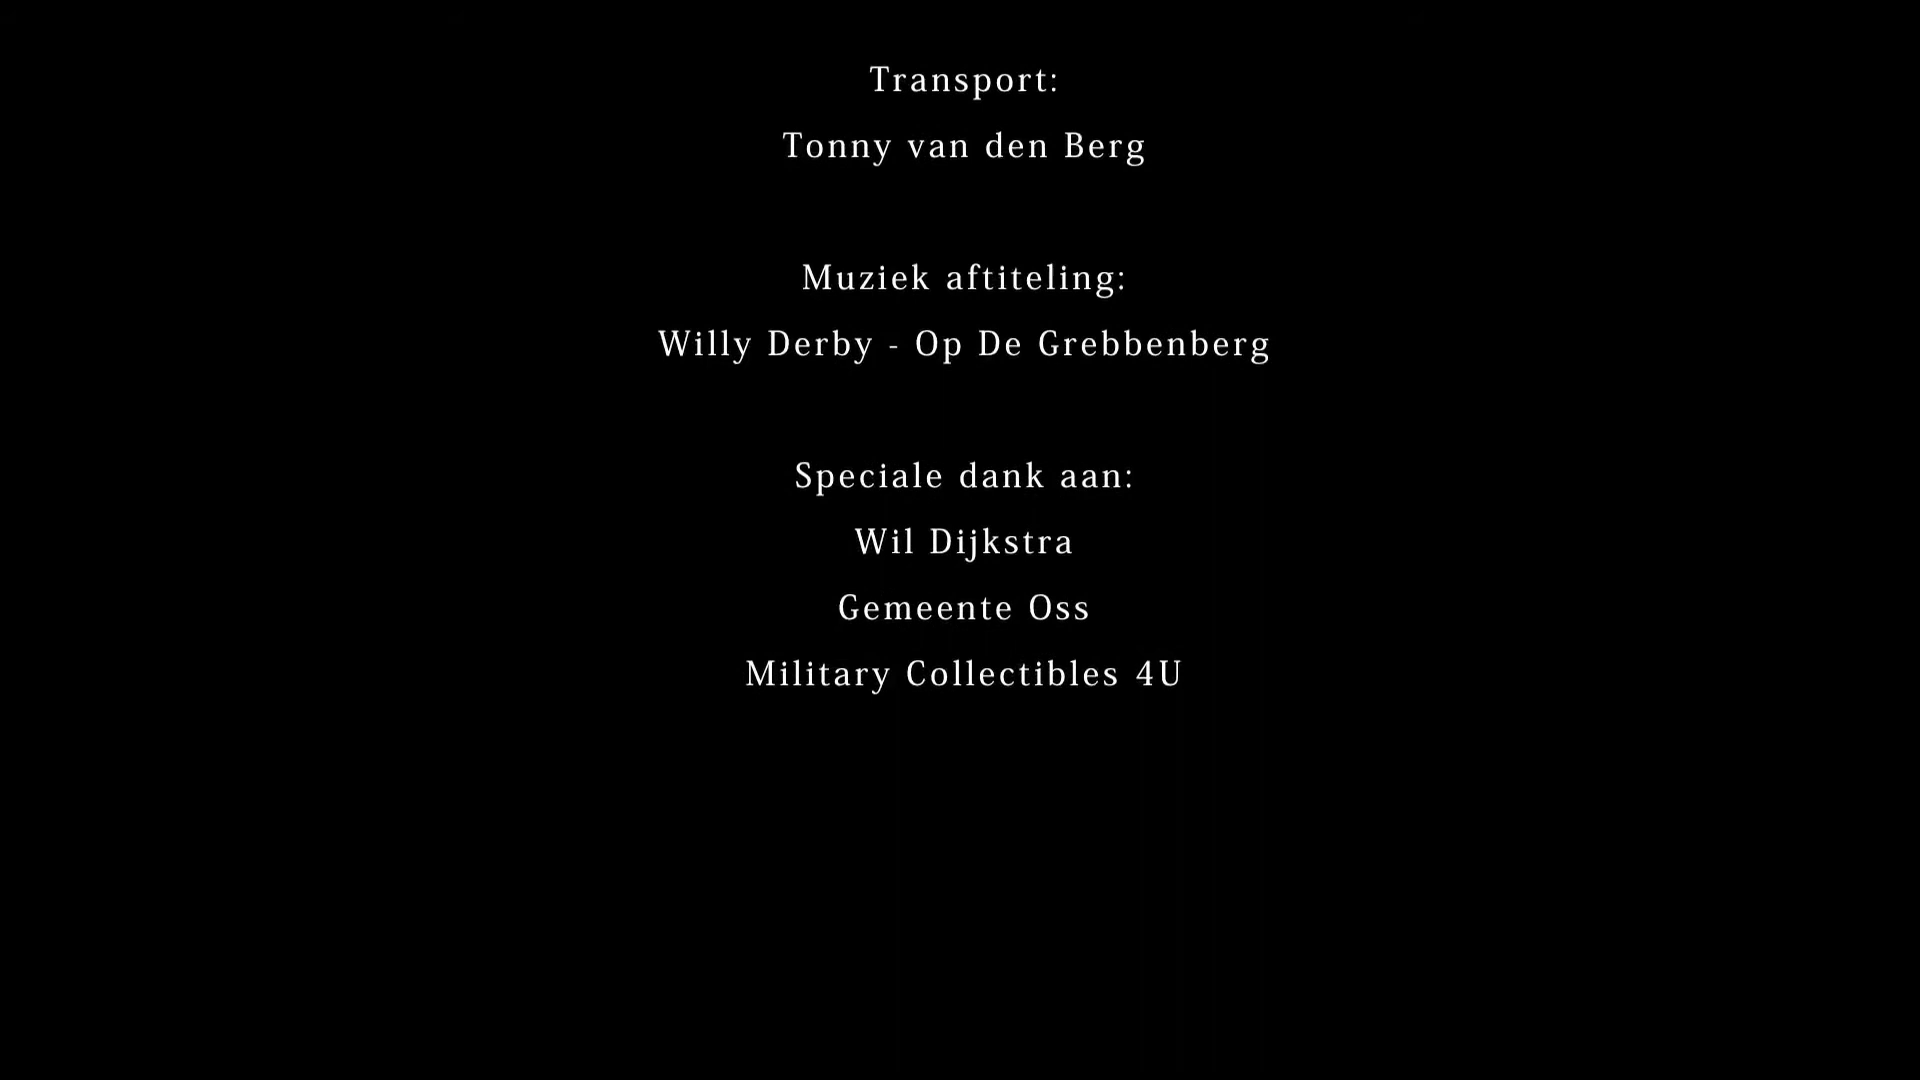 Transport:
Tonny van den Berg
Muziek aftiteling:
Willy Derby - Op De Grebbenberg
Speciale dank aan:
Wil Dijkstra
Gemeente Oss
Military Collectibles 4U